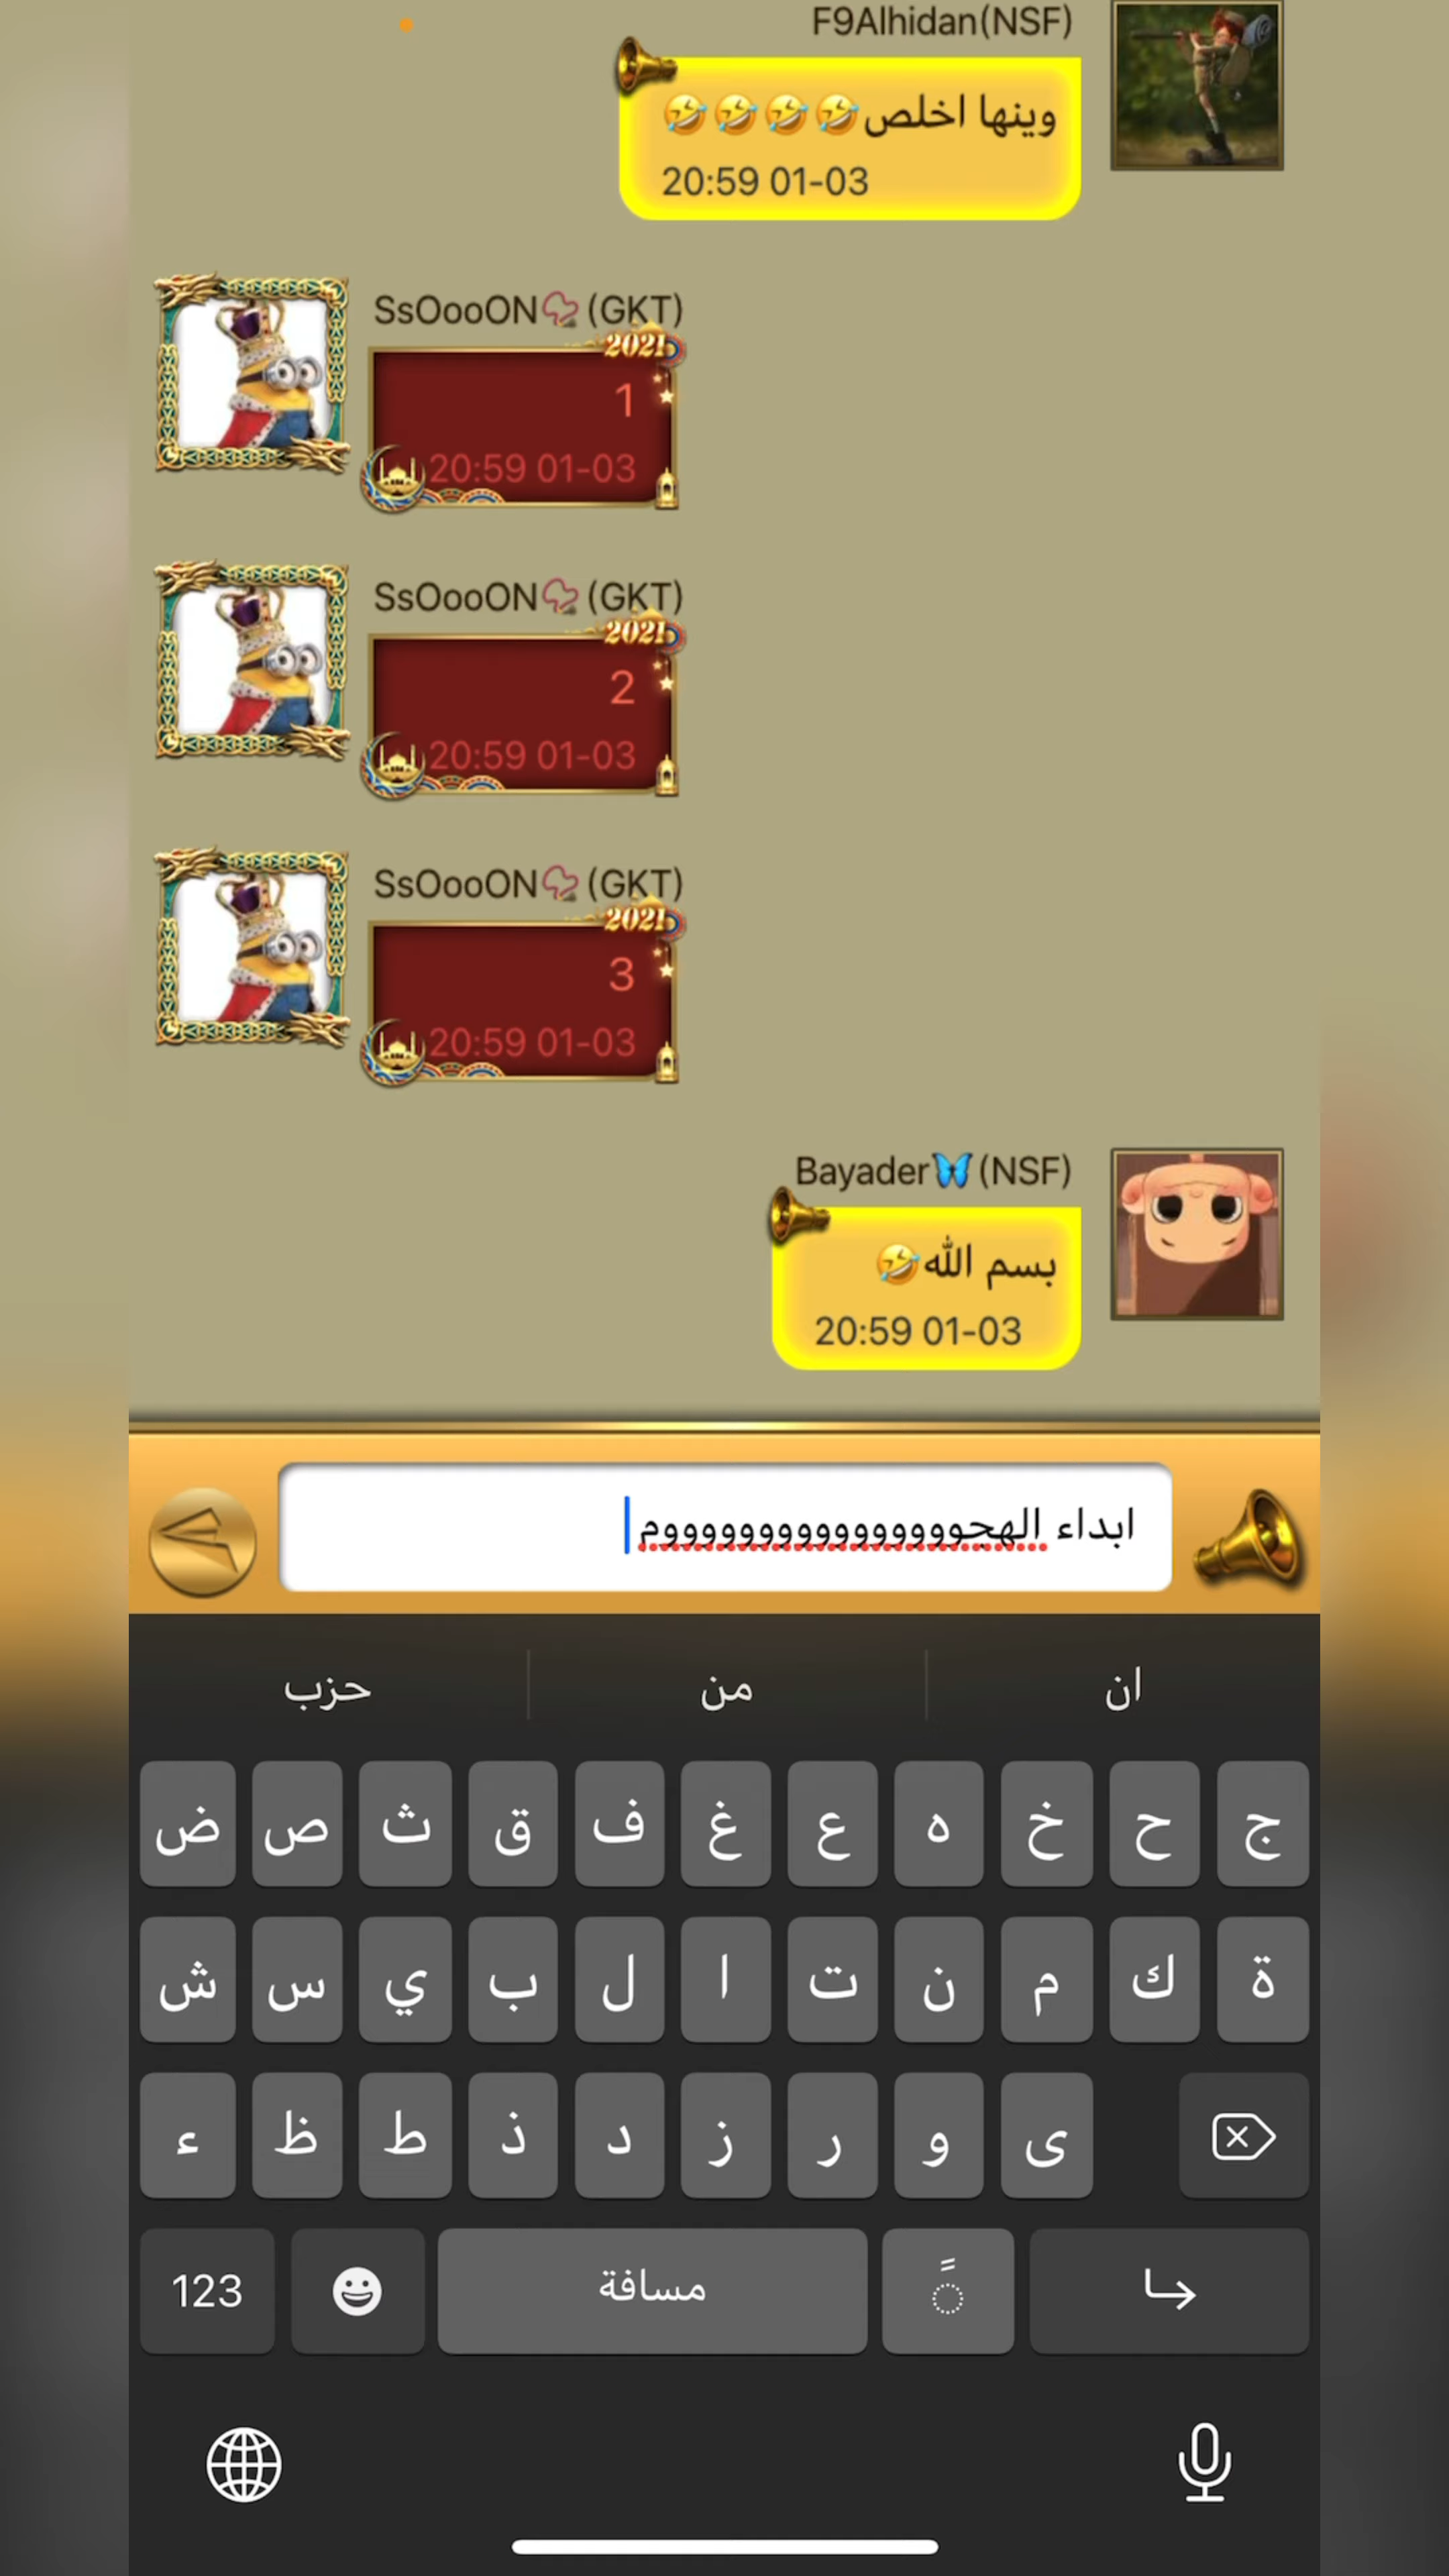 F9Alhidan(NSF)
وينها اخلص🤣🤣🤣🤣
20:59 01-03
SsOooON📿(GKT)
2021
1
20:59 01-03
SsOooON📿(GKT)
2021
2
20:59 01-03
SsOooON📿(GKT)
2021
3
20:59 01-03
Bayader🦋(NSF)
بسم الله🤣
20:59 01-03
ابداء الهجوووووووووووووووووم
ان من حزب
ض ص ث ق ف غ ع ه خ ح ج
ش س ي ب ل ا ت ن م ك ة
ء ظ ط ذ د ز ر و ى
123 مسافة